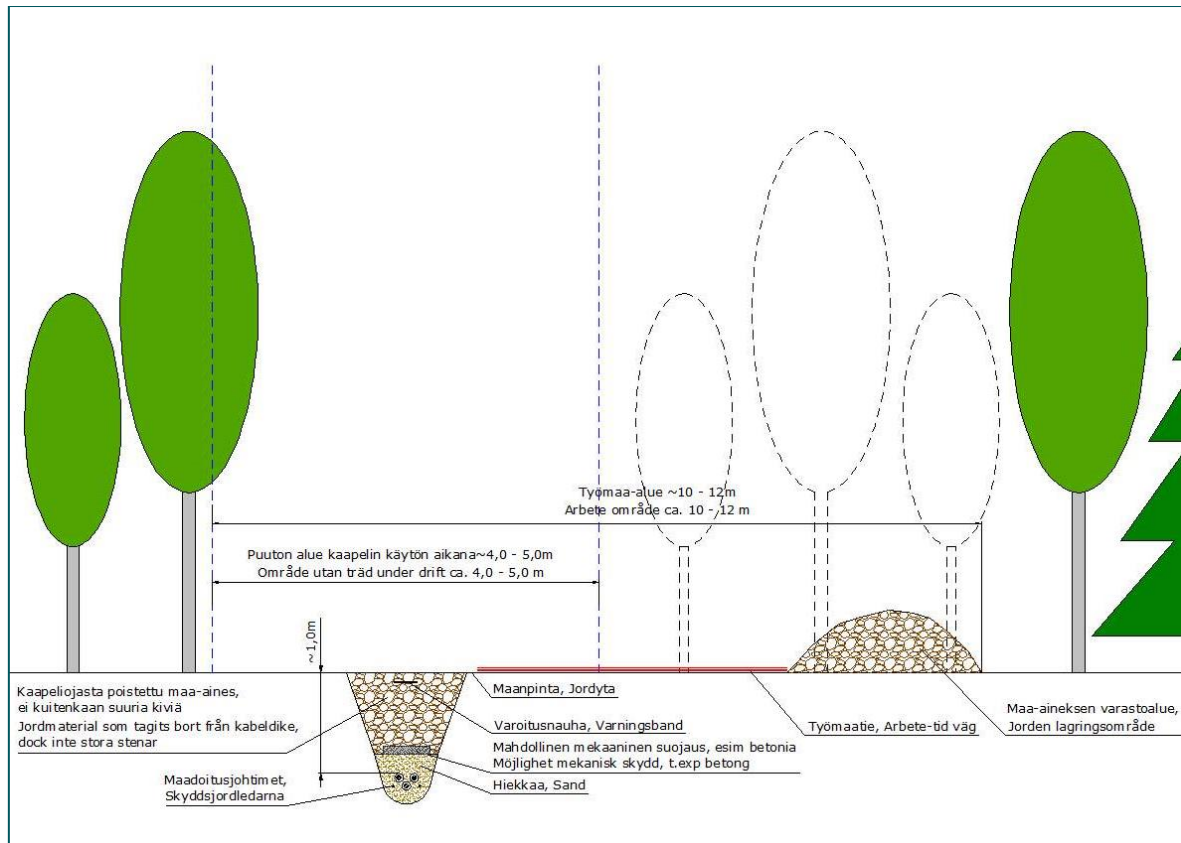 Työmaa-alue ~10 - 12m
Arbete område ca. 10 - 12 m
Puuton alue kaapelin käytön aikana~4,0 - 5,0m
Område utan träd under drift ca. 4,0 - 5,0 m
~ 1,0m
Kaapeliojasta poistettu maa-aines,
ei kuitenkaan suuria kiviä
Jordmaterial som tagits bort från kabeldike,
dock inte stora stenar
Maadoitusjohtimet,
Skyddsjordledarna
Maanpinta, Jordyta
Varoitusnauha, Varningsband
Mahdollinen mekaaninen suojaus, esim betonia
Möjlighet mekanisk skydd, t.exp betong
Hiekkaa, Sand
Työmaatie, Arbete-tid väg
Maa-aineksen varastoalue,
Jorden lagringsområde